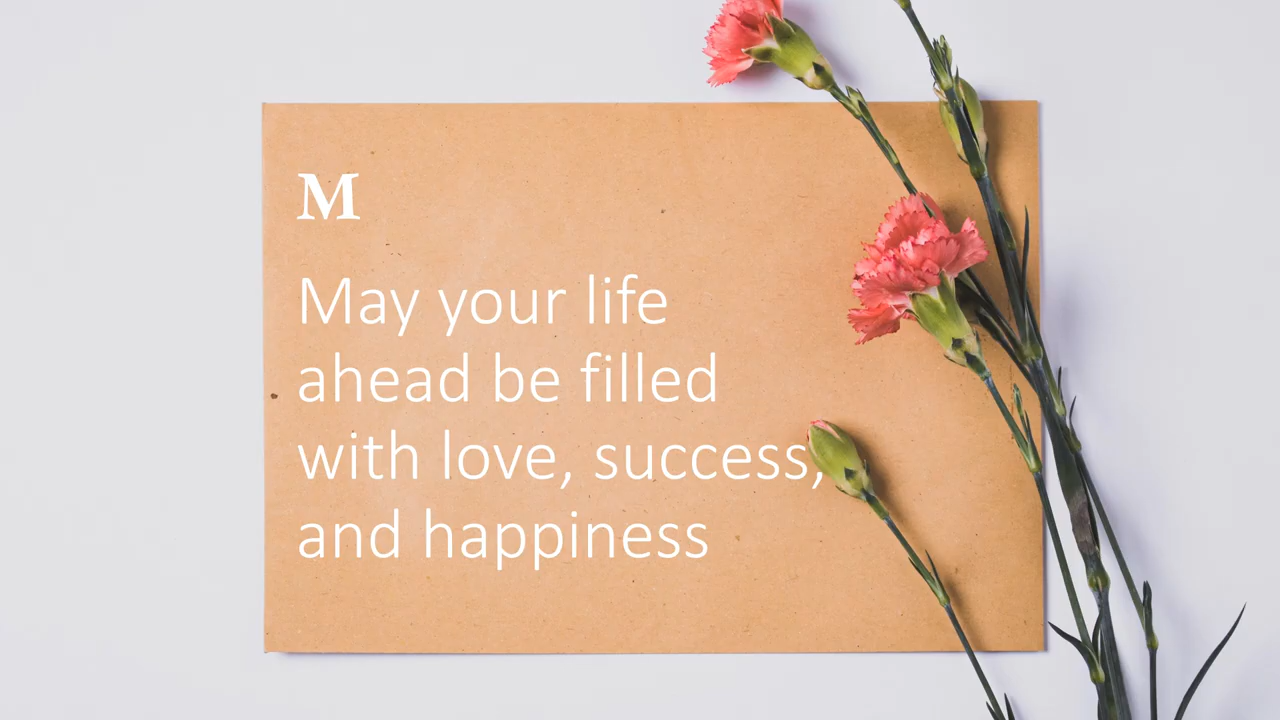 M
May your life
ahead be filled
with love, success,
and happiness